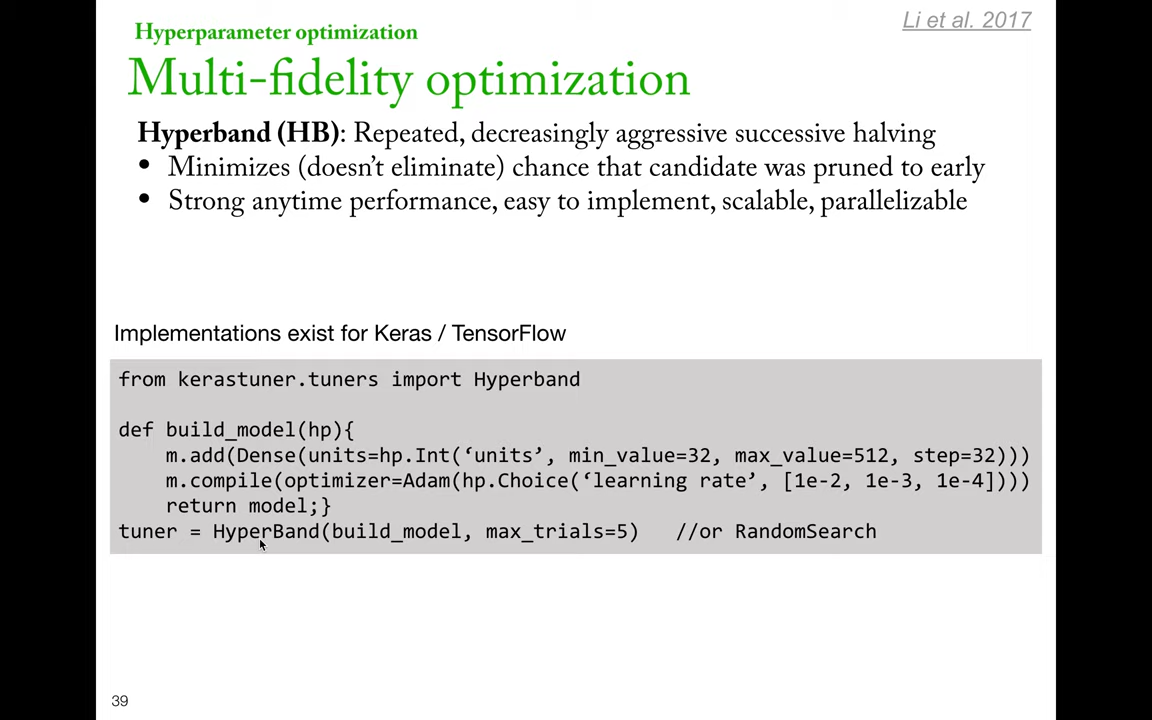 Hyperparameter optimization
Li et al. 2017
Multi-fidelity optimization
Hyperband (HB): Repeated, decreasingly aggressive successive halving
• Minimizes (doesn’t eliminate) chance that candidate was pruned to early
• Strong anytime performance, easy to implement, scalable, parallelizable
Implementations exist for Keras / TensorFlow
from kerastuner.tuners import Hyperband
def build_model(hp){
m.add(Dense(units=hp.Int(‘units’, min_value=32, max_value=512, step=32)))
m.compile(optimizer=Adam(hp.Choice(‘learning rate’, [1e-2, 1e-3, 1e-4])))
return model;}
tuner = HyperBand(build_model, max_trials=5) //or RandomSearch
39